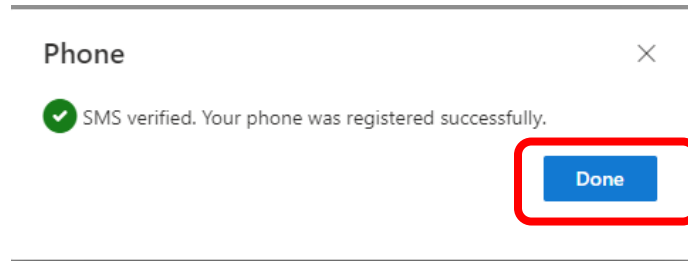 Phone
SMS verified. Your phone was registered successfully.
Done